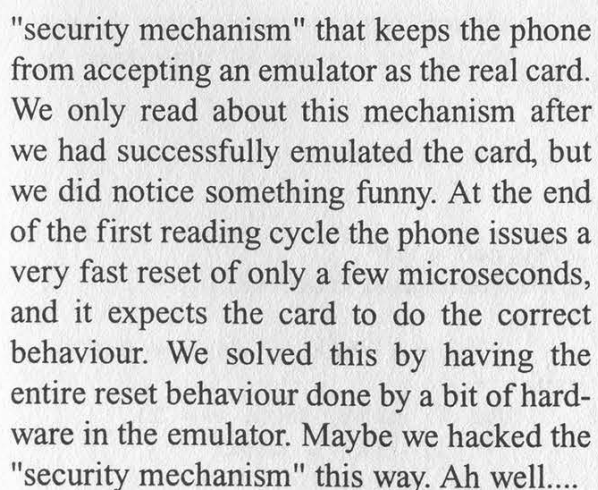 "security mechanism" that keeps the phone
from accepting an emulator as the real card.
We only read about this mechanism after
we had successfully emulated the card, but
we did notice something funny. At the end
of the first reading cycle the phone issues a
very fast reset of only a few microseconds,
and it expects the card to do the correct
behaviour. We solved this by having the
entire reset behaviour done by a bit of hard-
ware in the emulator. Maybe we hacked the
"security mechanism" this way. Ah well....